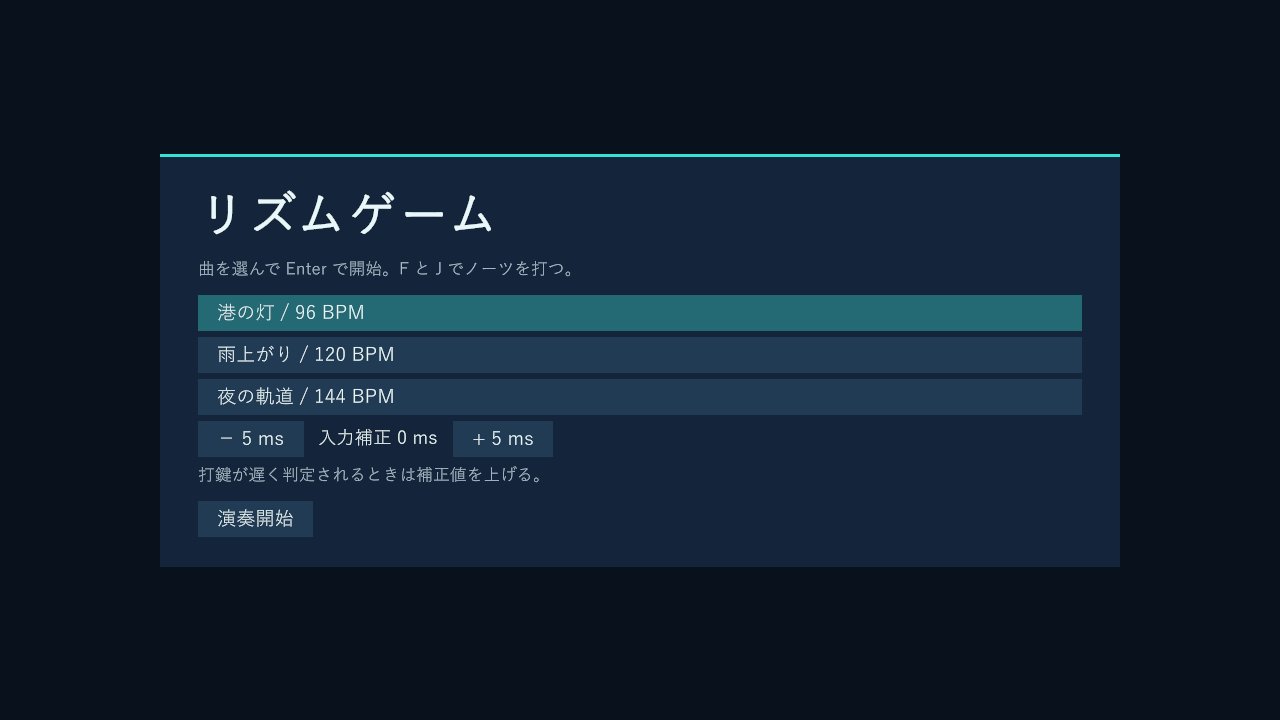 リズムゲーム
曲を選んで Enter で開始。F と J でノーツを打つ。
港の灯 / 96 BPM
雨上がり / 120 BPM
夜の軌道 / 144 BPM
− 5 ms 入力補正 0 ms + 5 ms
打鍵が遅く判定されるときは補正値を上げる。
演奏開始